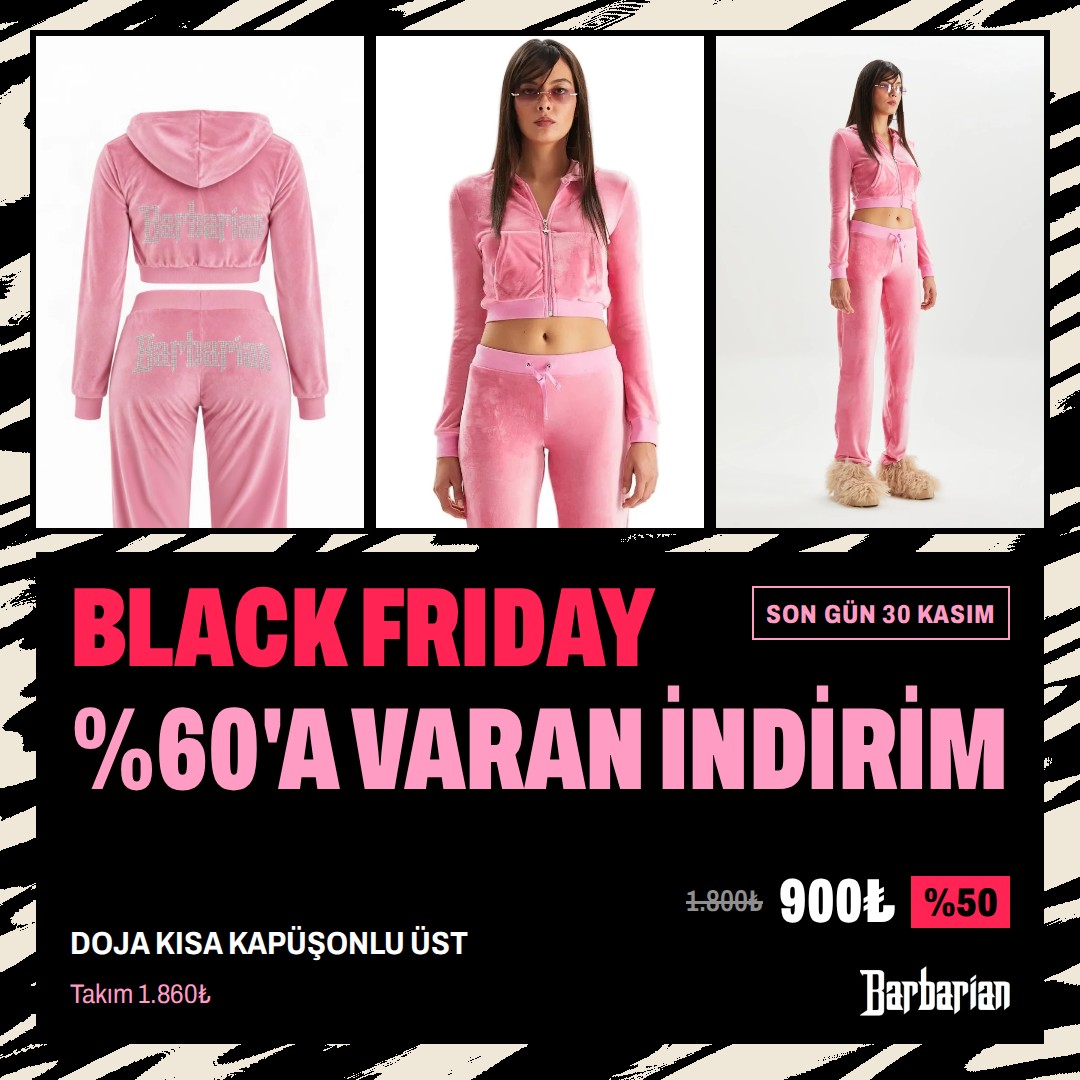 Barbarian
Barbarian
BLACK FRIDAY
SON GÜN 30 KASIM
%60'A VARAN İNDİRİM
1.800₺ 900₺ %50
DOJA KISA KAPÜŞONLU ÜST
Takım 1.860₺
Barbarian